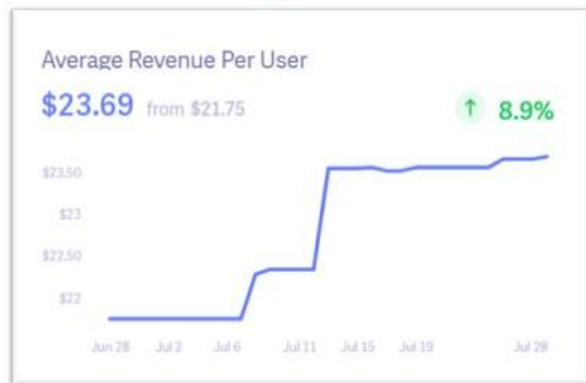 Average Revenue Per User
$23.69 from $21.75
↑ 8.9%
$23.50
$23
$22.50
$22
Jun 28 Jul 2 Jul 6 Jul 11 Jul 15 Jul 19 Jul 28